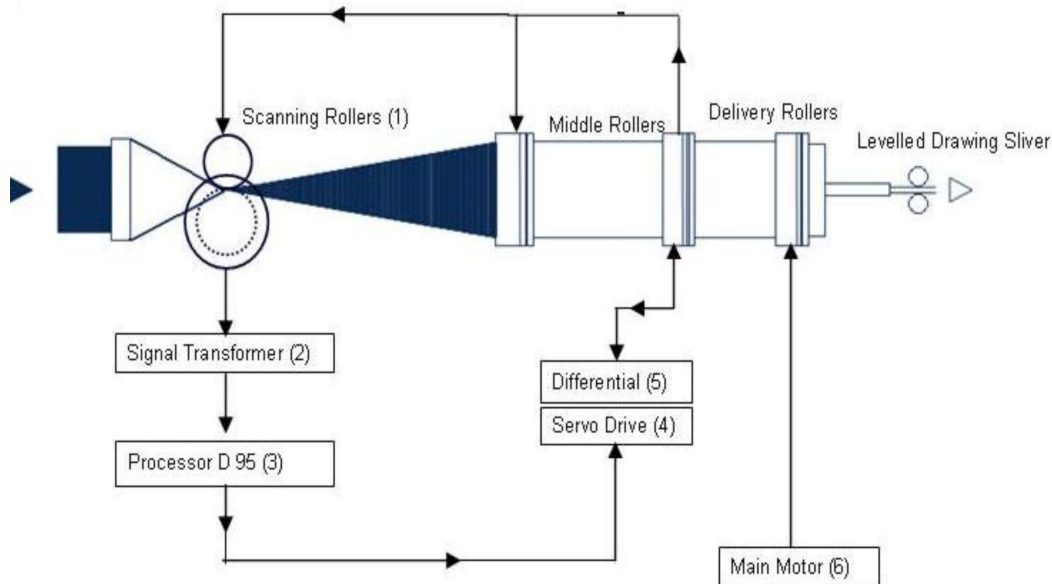 Scanning Rollers (1)
Middle Rollers
Delivery Rollers
Levelled Drawing Sliver
Signal Transformer (2)
Differential (5)
Servo Drive (4)
Processor D 95 (3)
Main Motor (6)